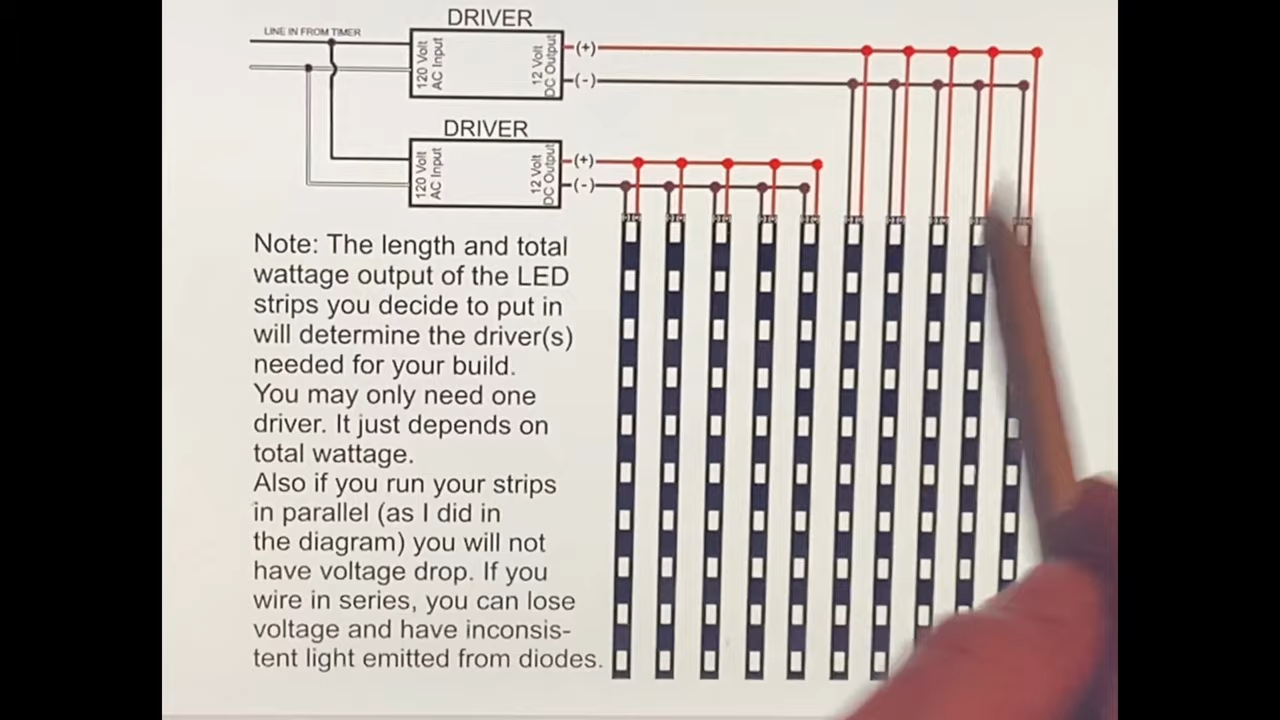 DRIVER
LINE IN FROM TIMER
120 Volt
AC Input
12 Volt
DC Output
(+)
(-)
DRIVER
120 Volt
AC Input
12 Volt
DC Output
(+)
(-)
Note: The length and total
wattage output of the LED
strips you decide to put in
will determine the driver(s)
needed for your build.
You may only need one
driver. It just depends on
total wattage.
Also if you run your strips
in parallel (as I did in
the diagram) you will not
have voltage drop. If you
wire in series, you can lose
voltage and have inconsis-
tent light emitted from diodes.